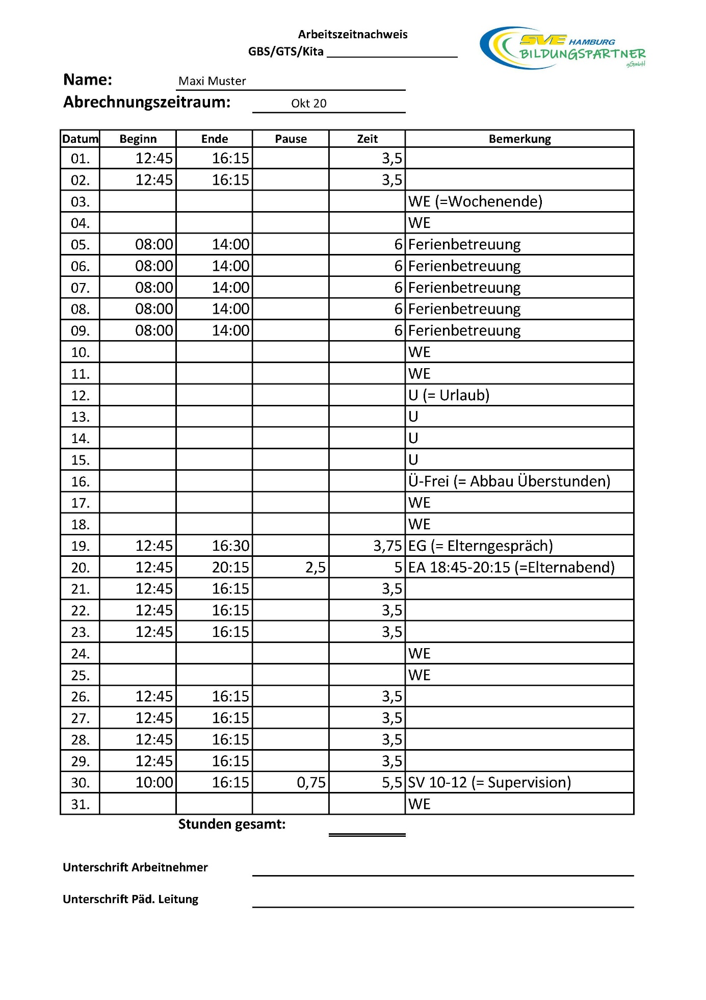 Arbeitszeitnachweis
GBS/GTS/Kita
SVE HAMBURG
BILDUNGSPARTNER
gGmbH
Name: Maxi Muster
Abrechnungszeitraum: Okt 20
Datum Beginn Ende Pause Zeit Bemerkung
01. 12:45 16:15 3,5
02. 12:45 16:15 3,5
03. WE (=Wochenende)
04. WE
05. 08:00 14:00 6 Ferienbetreuung
06. 08:00 14:00 6 Ferienbetreuung
07. 08:00 14:00 6 Ferienbetreuung
08. 08:00 14:00 6 Ferienbetreuung
09. 08:00 14:00 6 Ferienbetreuung
10. WE
11. WE
12. U (= Urlaub)
13. U
14. U
15. U
16. Ü-Frei (= Abbau Überstunden)
17. WE
18. WE
19. 12:45 16:30 3,75 EG (= Elterngespräch)
20. 12:45 20:15 2,5 5 EA 18:45-20:15 (=Elternabend)
21. 12:45 16:15 3,5
22. 12:45 16:15 3,5
23. 12:45 16:15 3,5
24. WE
25. WE
26. 12:45 16:15 3,5
27. 12:45 16:15 3,5
28. 12:45 16:15 3,5
29. 12:45 16:15 3,5
30. 10:00 16:15 0,75 5,5 SV 10-12 (= Supervision)
31. WE
Stunden gesamt:
Unterschrift Arbeitnehmer
Unterschrift Päd. Leitung